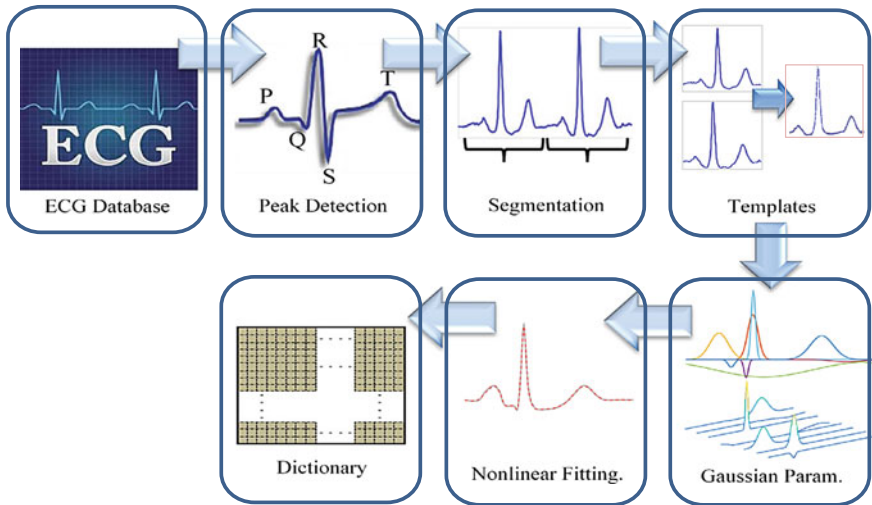 ECG
ECG Database
R
P
T
Q
S
Peak Detection
Segmentation
Templates
Dictionary
Nonlinear Fitting.
Gaussian Param.